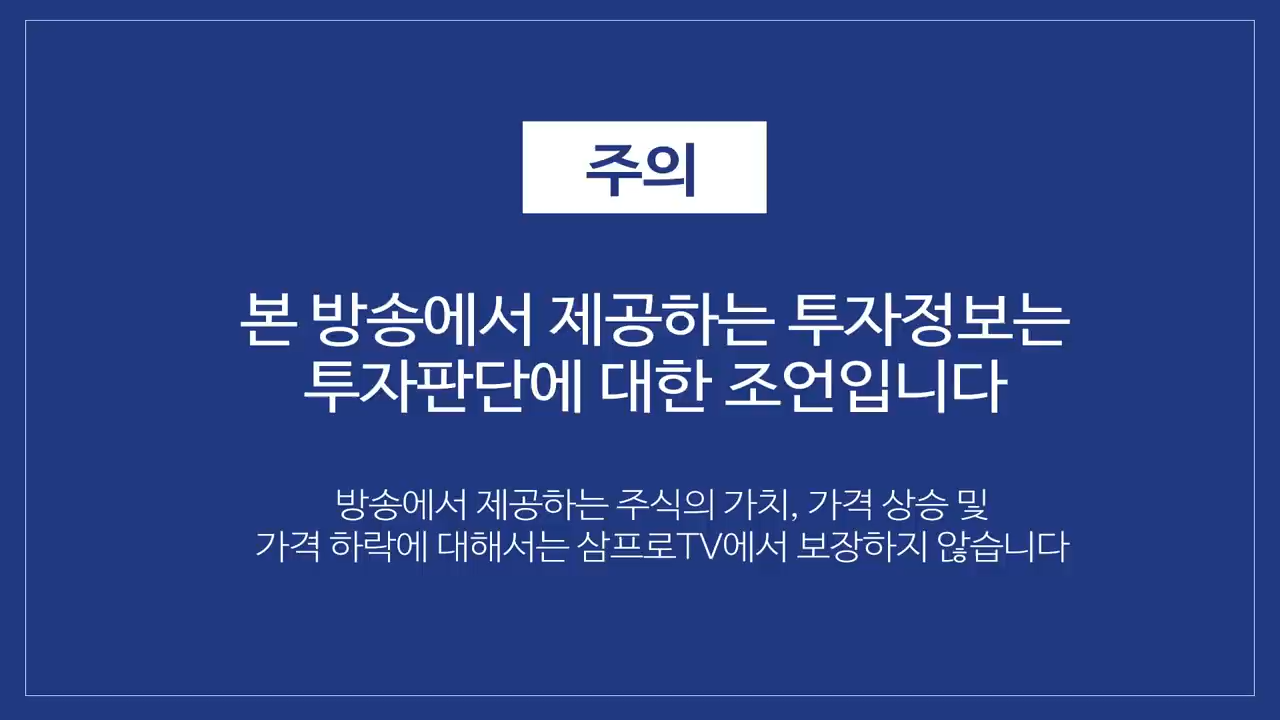 주의
본 방송에서 제공하는 투자정보는
투자판단에 대한 조언입니다
방송에서 제공하는 주식의 가치, 가격 상승 및
가격 하락에 대해서는 삼프로TV에서 보장하지 않습니다